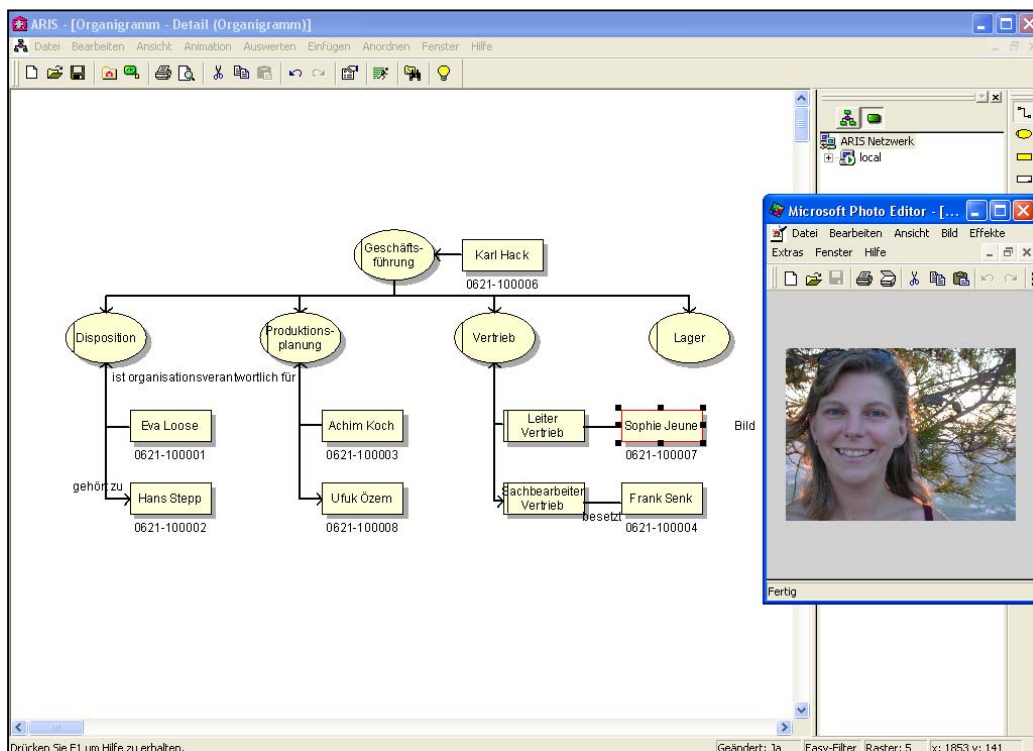 ARIS - [Organigramm - Detail (Organigramm)]
Datei Bearbeiten Ansicht Animation Auswerten Einfügen Anordnen Fenster Hilfe
ARIS Netzwerk
local
Microsoft Photo Editor - [...
Datei Bearbeiten Ansicht Bild Effekte
Extras Fenster Hilfe
Geschäfts-
führung
Karl Hack
0621-100006
Disposition
Produktions-
planung
Vertrieb
Lager
ist organisationsverantwortlich für
Eva Loose
0621-100001
Achim Koch
0621-100003
Leiter
Vertrieb
Sophie Jeune
0621-100007
Bild
gehört zu
Hans Stepp
0621-100002
Ufuk Özem
0621-100008
Sachbearbeiter
Vertrieb
besetzt
Frank Senk
0621-100004
Fertig
Drücken Sie F1 um Hilfe zu erhalten.
Geändert: Ja Easy-Filter Raster: 5 x: 1853 y: 141